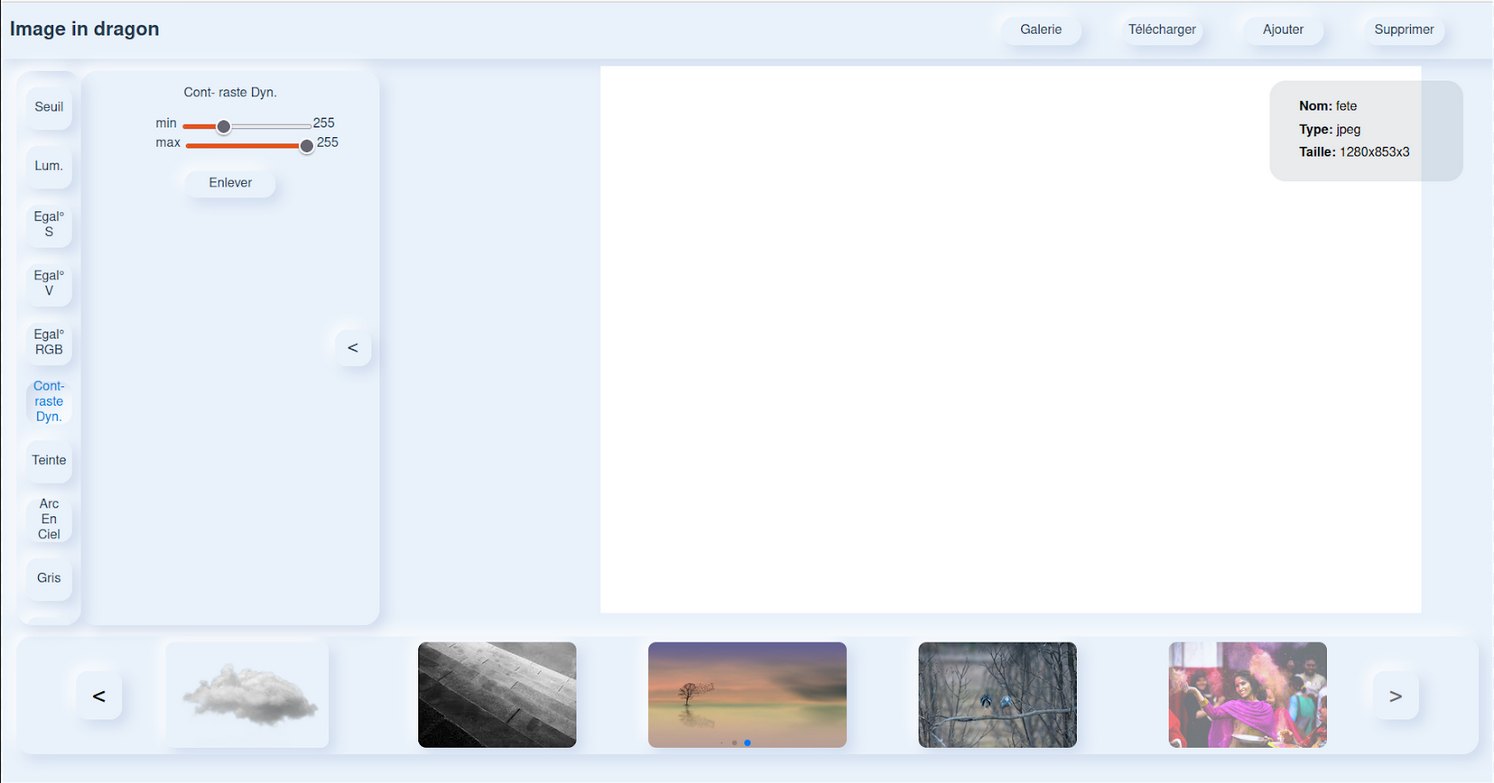 Image in dragon
Galerie
Télécharger
Ajouter
Supprimer
Seuil
Lum.
Egal°
S
Egal°
V
Egal°
RGB
Cont-
raste
Dyn.
Teinte
Arc
En
Ciel
Gris
Cont- raste Dyn.
min 255
max 255
Enlever
<
Nom: fete
Type: jpeg
Taille: 1280x853x3
<
>